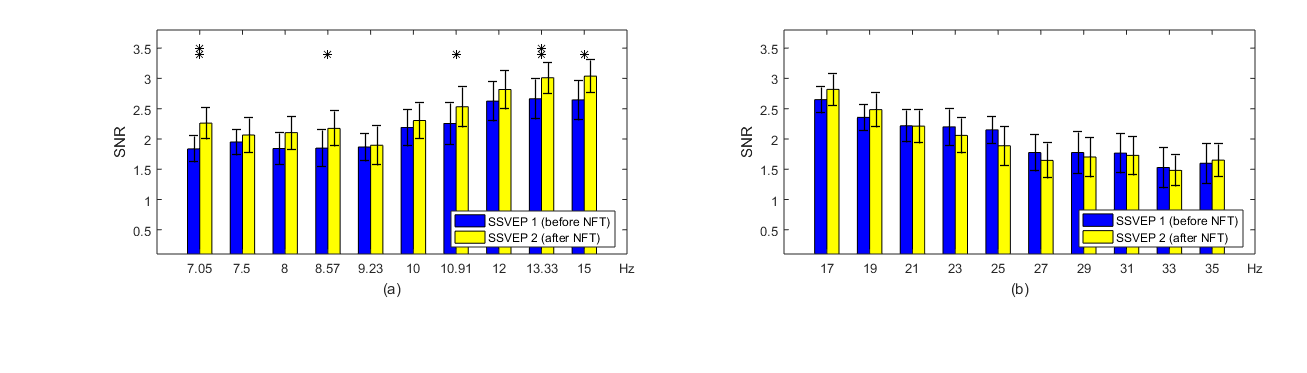 3.5
3
2.5
2
1.5
1
0.5
SNR
SSVEP 1 (before NFT)
SSVEP 2 (after NFT)
7.05 7.5 8 8.57 9.23 10 10.91 12 13.33 15 Hz
(a)
3.5
3
2.5
2
1.5
1
0.5
SNR
SSVEP 1 (before NFT)
SSVEP 2 (after NFT)
17 19 21 23 25 27 29 31 33 35 Hz
(b)